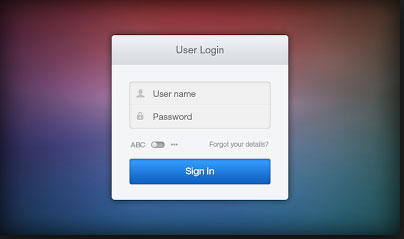 User Login
User name
Password
ABC ••• Forgot your details?
Sign In